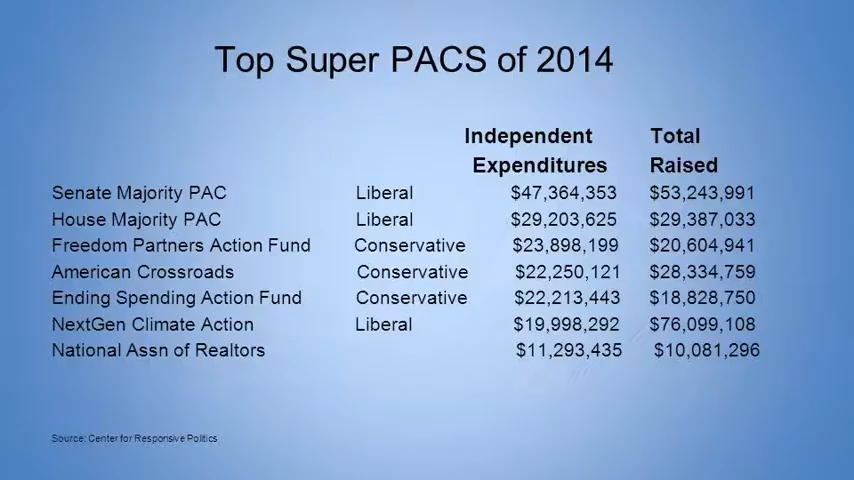 Top Super PACS of 2014
Independent Total
Expenditures Raised
Senate Majority PAC Liberal $47,364,353 $53,243,991
House Majority PAC Liberal $29,203,625 $29,387,033
Freedom Partners Action Fund Conservative $23,898,199 $20,604,941
American Crossroads Conservative $22,250,121 $28,334,759
Ending Spending Action Fund Conservative $22,213,443 $18,828,750
NextGen Climate Action Liberal $19,998,292 $76,099,108
National Assn of Realtors $11,293,435 $10,081,296
Source: Center for Responsive Politics